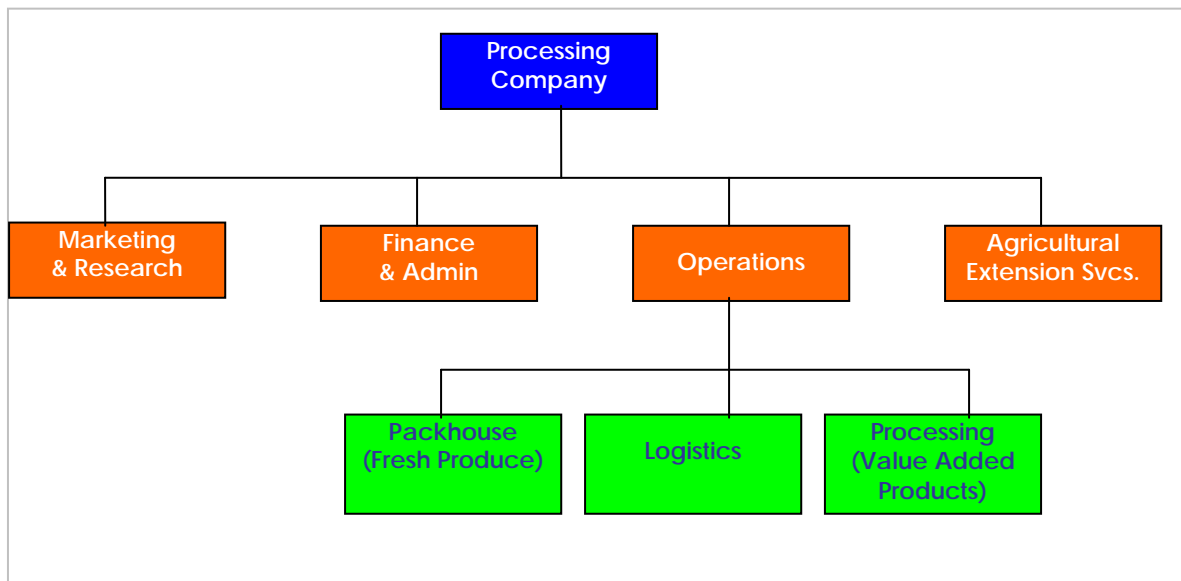 Processing
Company
Marketing
& Research
Finance
& Admin
Operations
Agricultural
Extension Svcs.
Packhouse
(Fresh Produce)
Logistics
Processing
(Value Added
Products)